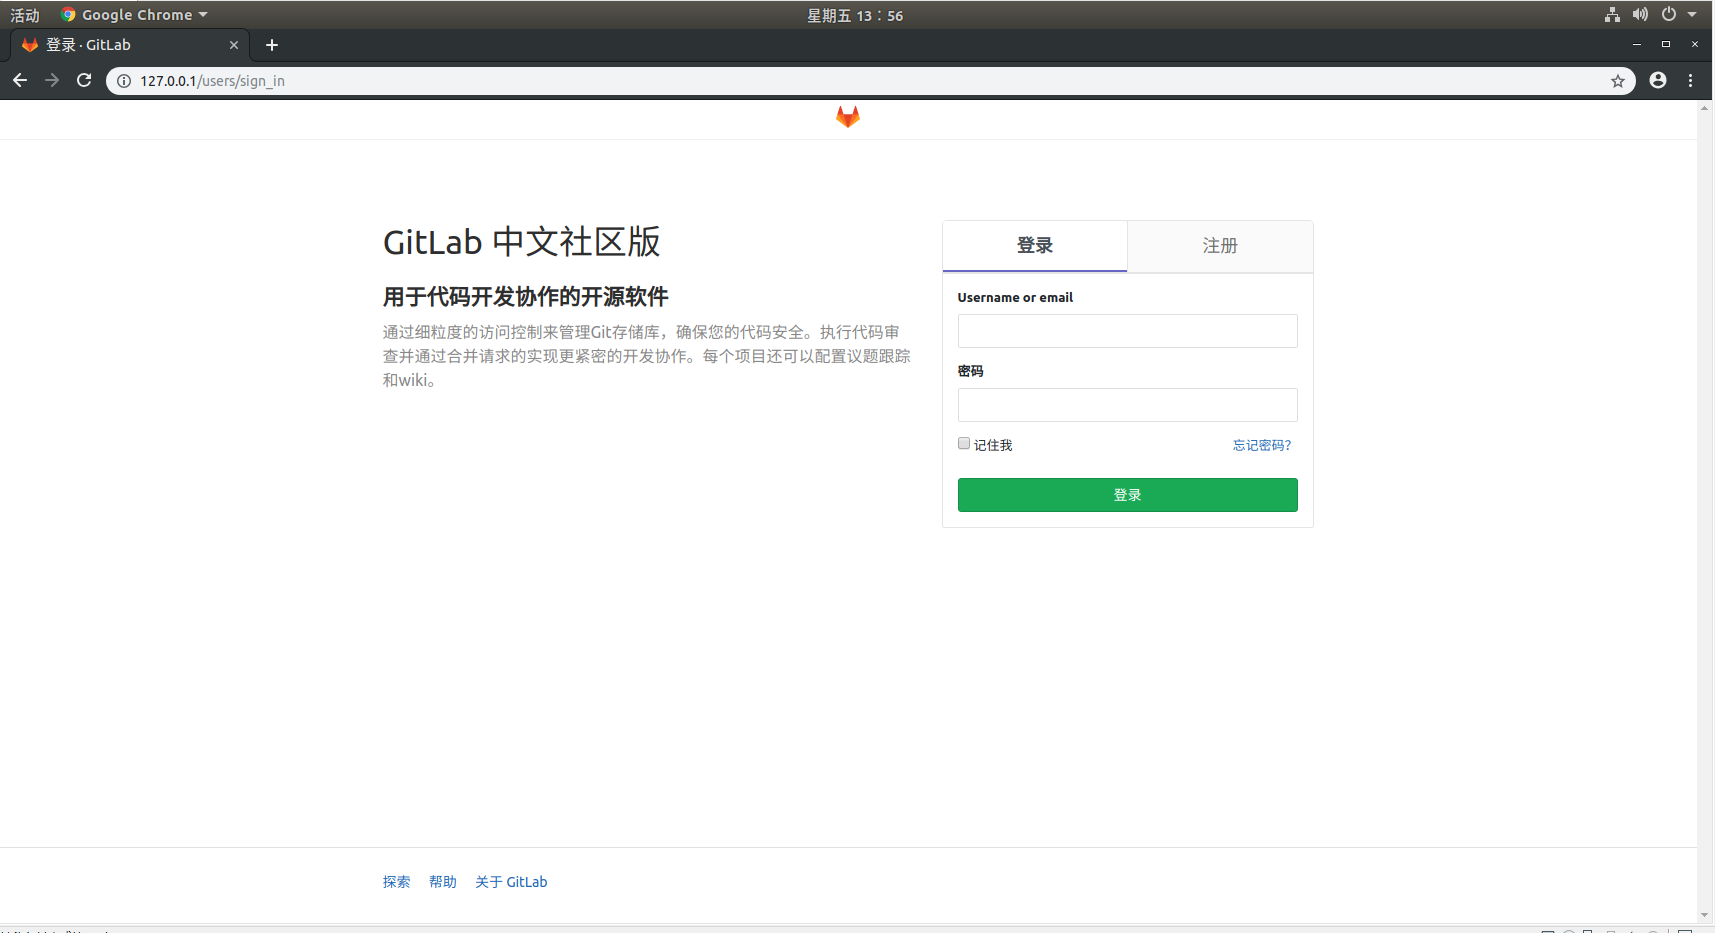 活动 Google Chrome 星期五 13：56
登录 · GitLab
127.0.0.1/users/sign_in
GitLab 中文社区版
用于代码开发协作的开源软件
通过细粒度的访问控制来管理Git存储库，确保您的代码安全。执行代码审
查并通过合并请求的实现更紧密的开发协作。每个项目还可以配置议题跟踪
和wiki。
登录 注册
Username or email
密码
记住我 忘记密码？
登录
探索 帮助 关于 GitLab